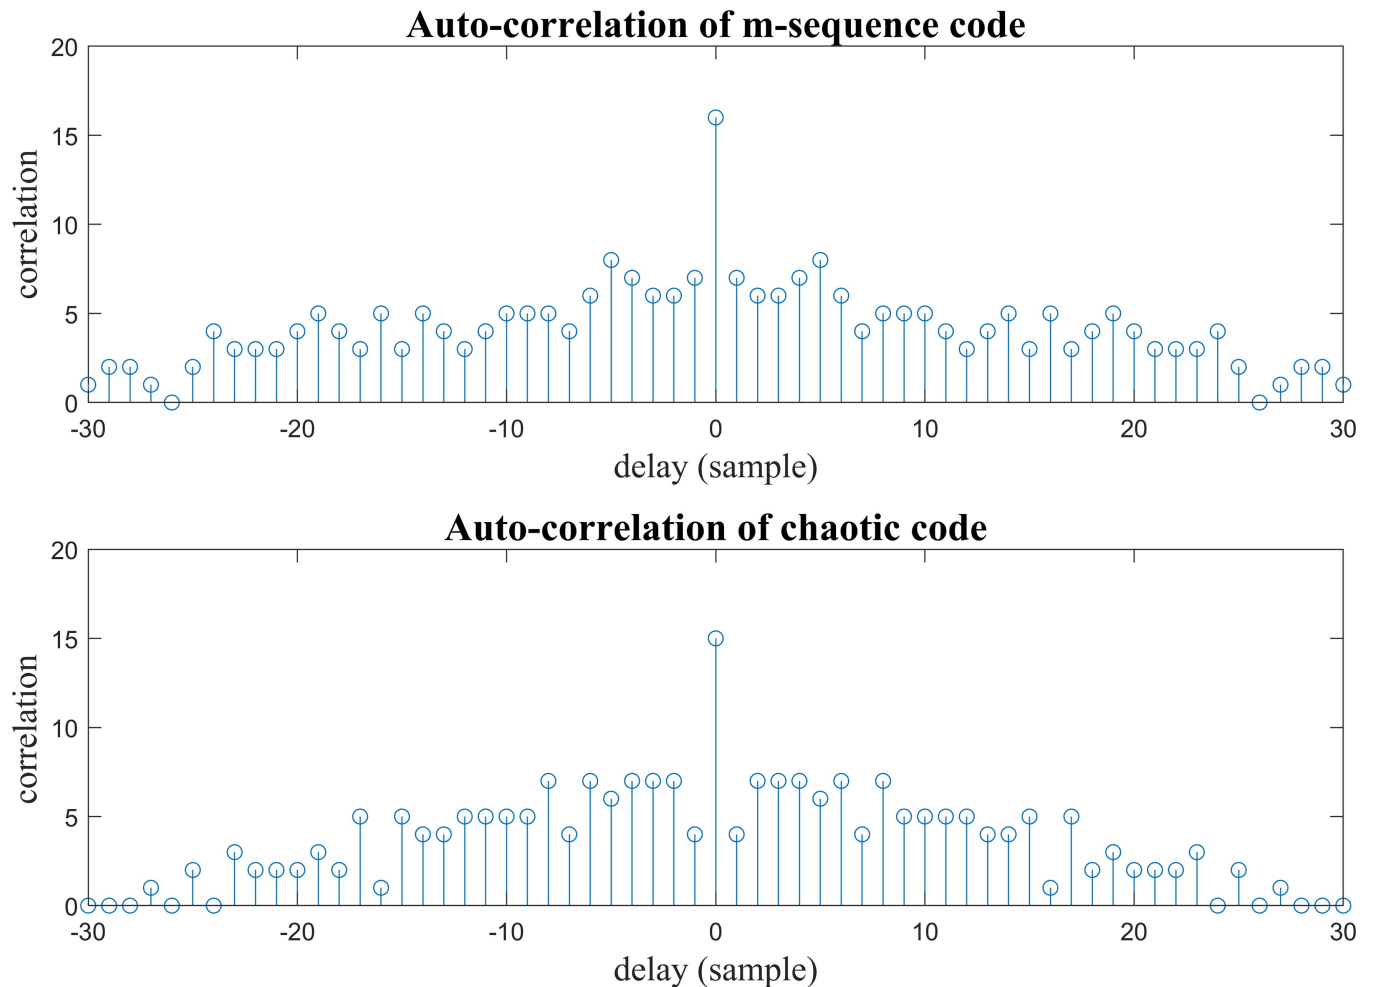 Auto-correlation of m-sequence code
20
15
10
5
0
correlation
-30 -20 -10 0 10 20 30
delay (sample)
Auto-correlation of chaotic code
20
15
10
5
0
correlation
-30 -20 -10 0 10 20 30
delay (sample)